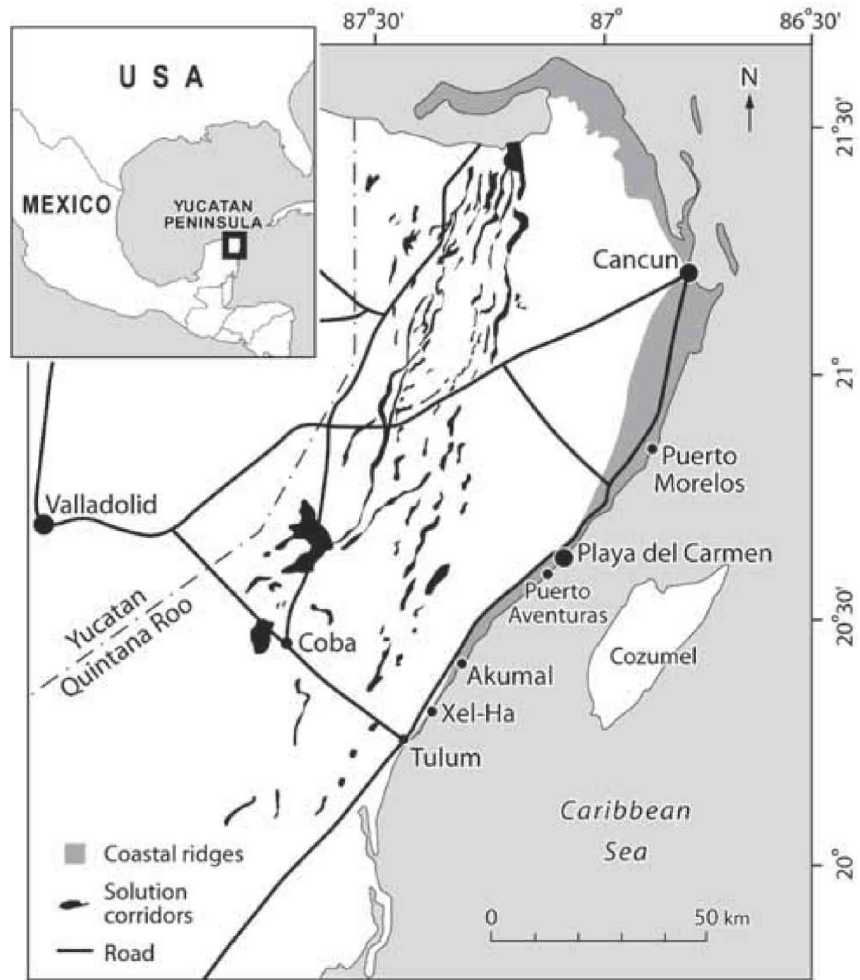 87°30'
87°
86°30'
USA
MEXICO
YUCATAN
PENINSULA
N
21°30'
Cancun
21°
Puerto
Morelos
Valladolid
Playa del Carmen
Puerto
Aventuras
20°30'
Yucatan
Quintana Roo
Coba
Cozumel
Akumal
Xel-Ha
Tulum
Caribbean
Sea
20°
Coastal ridges
Solution
corridors
Road
0
50 km